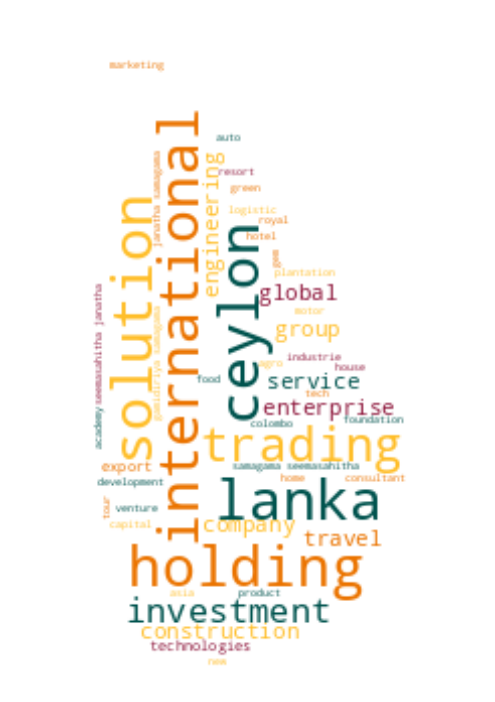 marketing
international
auto
janatha samagama
engineering
resort
green
solution
logistic
royal
ceylon
hotel
gem
plantation
seemasahitha janatha
global
gamidiriya samagama
motor
group
industrie
agro
house
food
service
tech
enterprise
academy
colombo
foundation
trading
export
samagama seemasahitha
development
home
consultant
lanka
tour
venture
capital
company
travel
holding
asia
product
investment
construction
technologies
new